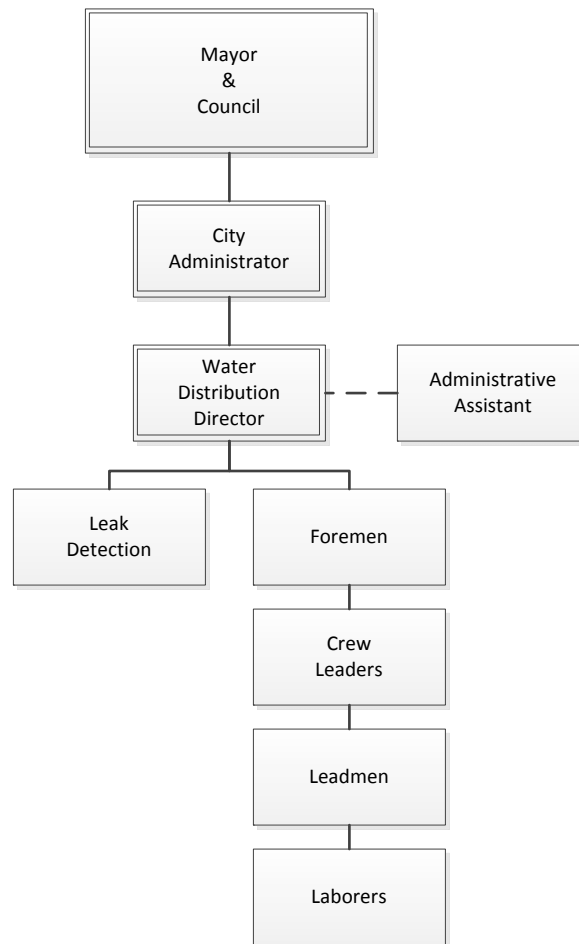 Mayor
&
Council
City
Administrator
Water
Distribution
Director
Administrative
Assistant
Leak
Detection
Foremen
Crew
Leaders
Leadmen
Laborers